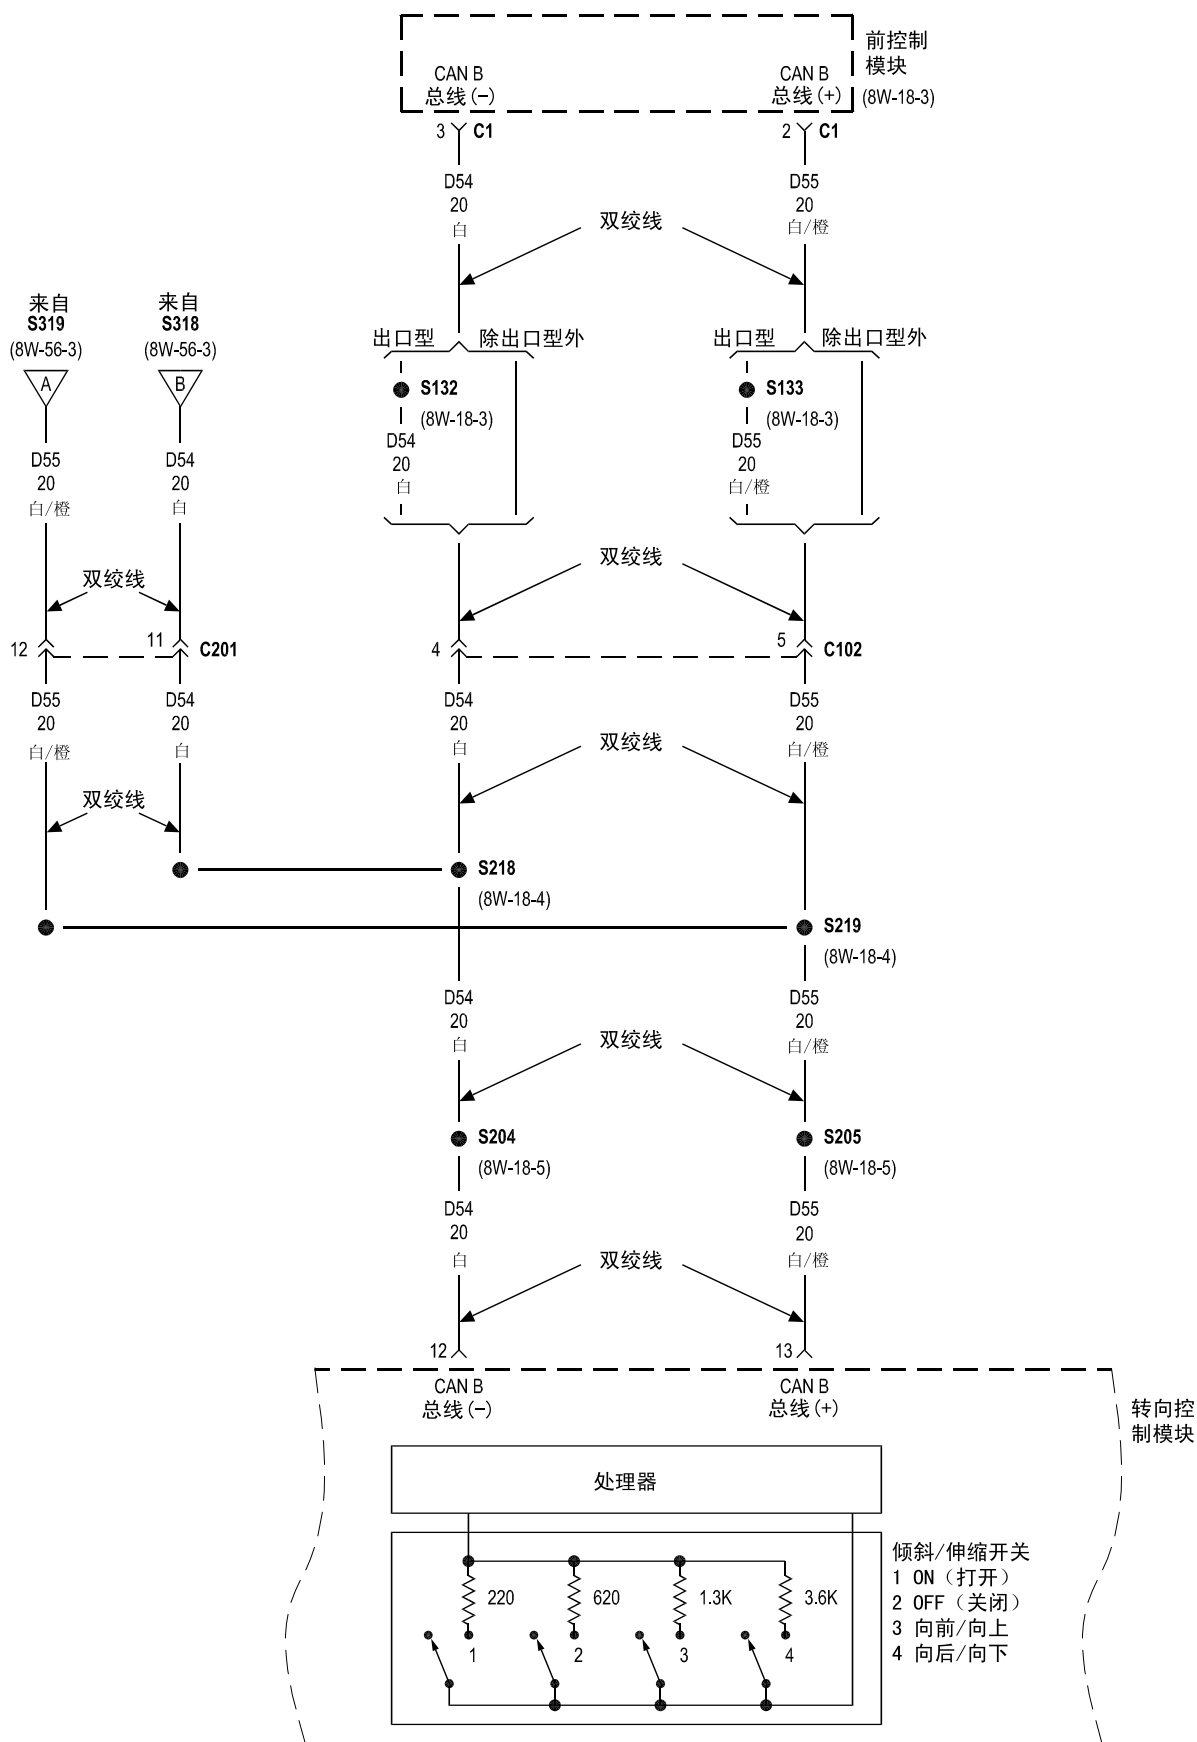 前控制
模块
(8W-18-3)
CAN B
总线(-)
CAN B
总线(+)
3 C1
2 C1
D54
20
白
D55
20
白/橙
双绞线
来自
S319
(8W-56-3)
A
来自
S318
(8W-56-3)
B
出口型 除出口型外
出口型 除出口型外
S132
(8W-18-3)
S133
(8W-18-3)
D54
20
白
D55
20
白/橙
D55
20
白/橙
D54
20
白
双绞线
双绞线
12 11 C201
4 5 C102
D55
20
白/橙
D54
20
白
D54
20
白
D55
20
白/橙
双绞线
双绞线
S218
(8W-18-4)
S219
(8W-18-4)
D54
20
白
D55
20
白/橙
双绞线
S204
(8W-18-5)
S205
(8W-18-5)
D54
20
白
D55
20
白/橙
双绞线
12 13
CAN B
总线(-)
CAN B
总线(+)
转向控
制模块
处理器
220 620 1.3K 3.6K
1 2 3 4
倾斜/伸缩开关
1 ON（打开）
2 OFF（关闭）
3 向前/向上
4 向后/向下